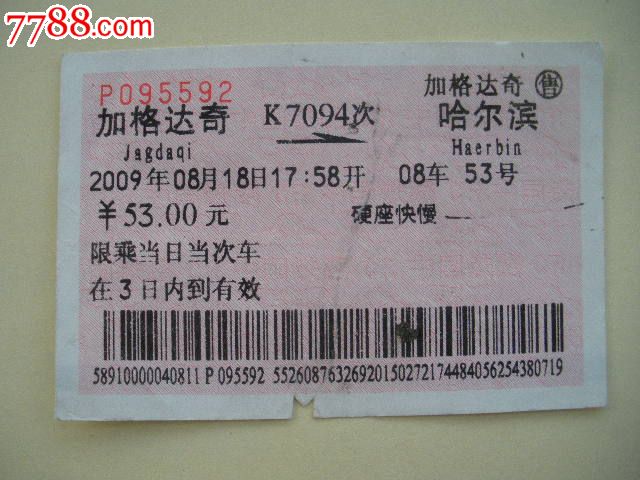 7788.com
P095592
加格达奇 售
加格达奇 K7094次 哈尔滨
Jagdaqi Haerbin
2009年08月18日17:58开 08车 53号
¥53.00元 硬座快慢
限乘当日当次车
在3日内到有效
58910000040811 P 095592 55260876326920150272174484056254380719